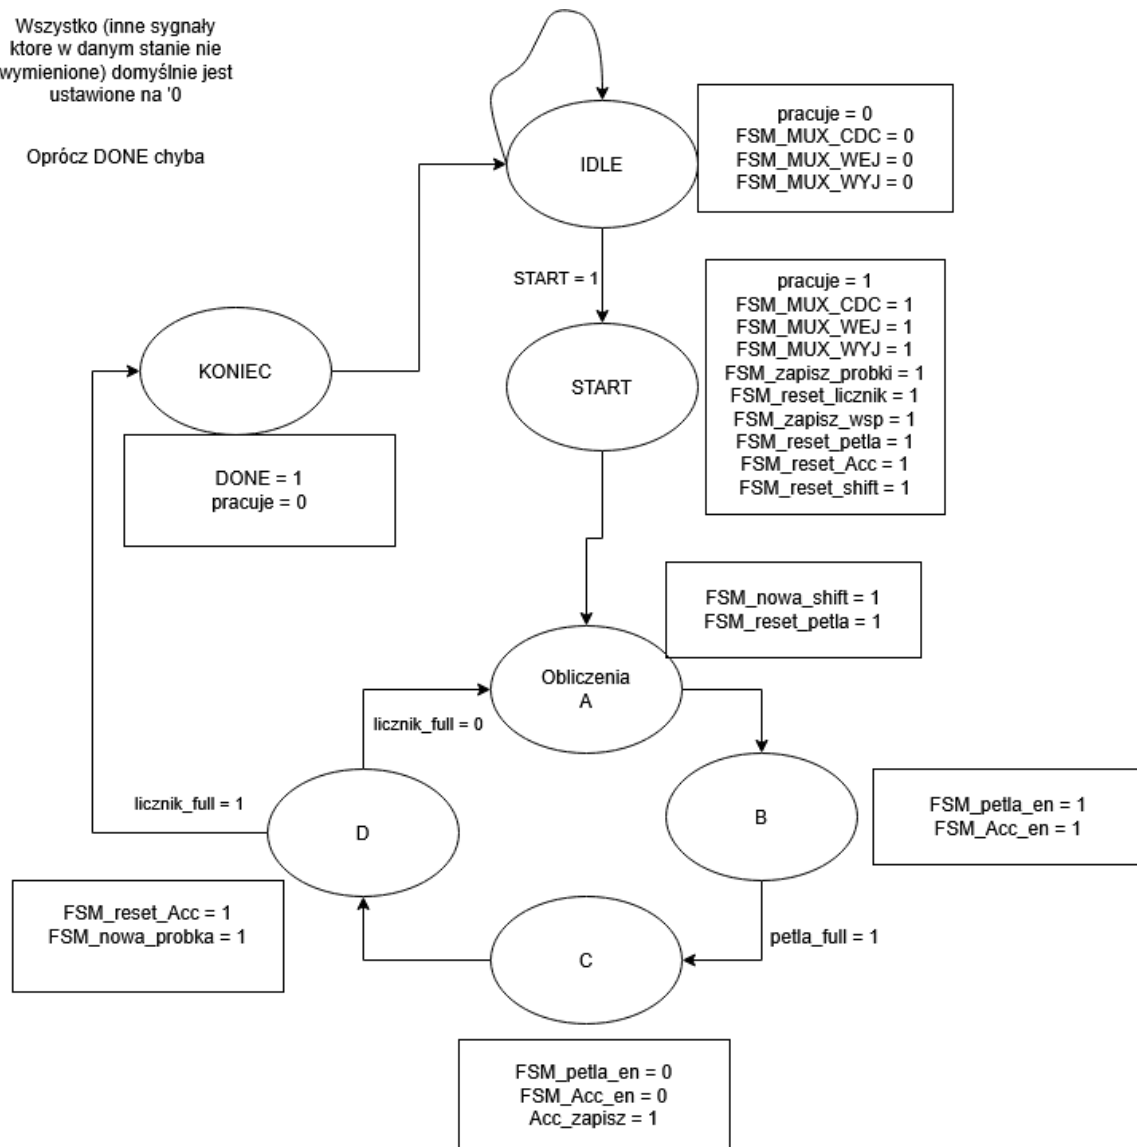 Wszystko (inne sygnały
ktore w danym stanie nie
wymienione) domyślnie jest
ustawione na '0
Oprócz DONE chyba
IDLE
pracuje = 0
FSM_MUX_CDC = 0
FSM_MUX_WEJ = 0
FSM_MUX_WYJ = 0
START = 1
START
pracuje = 1
FSM_MUX_CDC = 1
FSM_MUX_WEJ = 1
FSM_MUX_WYJ = 1
FSM_zapisz_probki = 1
FSM_reset_licznik = 1
FSM_zapisz_wsp = 1
FSM_reset_petla = 1
FSM_reset_Acc = 1
FSM_reset_shift = 1
KONIEC
DONE = 1
pracuje = 0
FSM_nowa_shift = 1
FSM_reset_petla = 1
Obliczenia
A
licznik_full = 0
licznik_full = 1
B
FSM_petla_en = 1
FSM_Acc_en = 1
D
FSM_reset_Acc = 1
FSM_nowa_probka = 1
petla_full = 1
C
FSM_petla_en = 0
FSM_Acc_en = 0
Acc_zapisz = 1